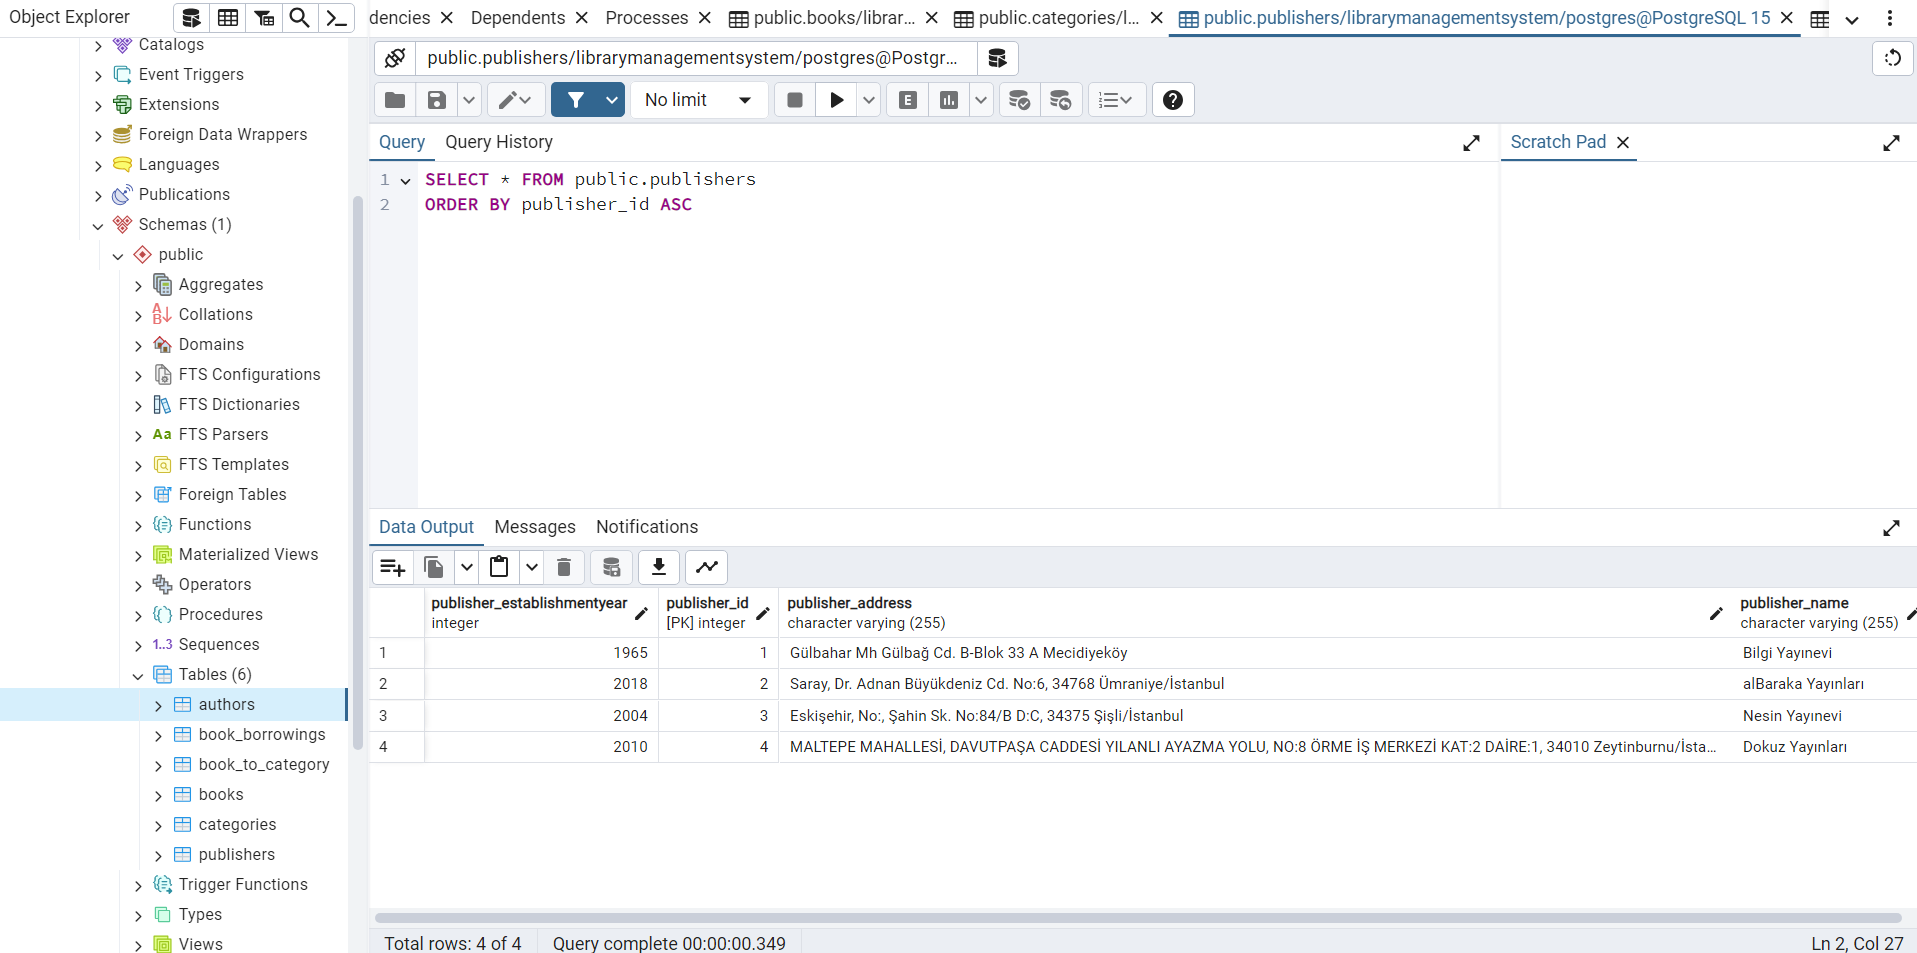 Object Explorer
Catalogs
Event Triggers
Extensions
Foreign Data Wrappers
Languages
Publications
Schemas (1)
public
Aggregates
Collations
Domains
FTS Configurations
FTS Dictionaries
Aa FTS Parsers
FTS Templates
Foreign Tables
Functions
Materialized Views
Operators
Procedures
1..3 Sequences
Tables (6)
authors
book_borrowings
book_to_category
books
categories
publishers
Trigger Functions
Types
Views
dencies
Dependents
Processes
public.books/librar...
public.categories/l...
public.publishers/librarymanagementsystem/postgres@PostgreSQL 15
public.publishers/librarymanagementsystem/postgres@Postgr...
No limit
E
Query
Query History
Scratch Pad
1 SELECT * FROM public.publishers
2 ORDER BY publisher_id ASC
Data Output
Messages
Notifications
publisher_establishmentyear publisher_id publisher_address publisher_name
integer [PK] integer character varying (255) character varying (255)
1 1965 1 Gülbahar Mh Gülbağ Cd. B-Blok 33 A Mecidiyeköy Bilgi Yayınevi
2 2018 2 Saray, Dr. Adnan Büyükdeniz Cd. No:6, 34768 Ümraniye/İstanbul alBaraka Yayınları
3 2004 3 Eskişehir, No:, Şahin Sk. No:84/B D:C, 34375 Şişli/İstanbul Nesin Yayınevi
4 2010 4 MALTEPE MAHALLESİ, DAVUTPAŞA CADDESİ YILANLI AYAZMA YOLU, NO:8 ÖRME İŞ MERKEZİ KAT:2 DAİRE:1, 34010 Zeytinburnu/İsta... Dokuz Yayınları
Total rows: 4 of 4
Query complete 00:00:00.349
Ln 2, Col 27